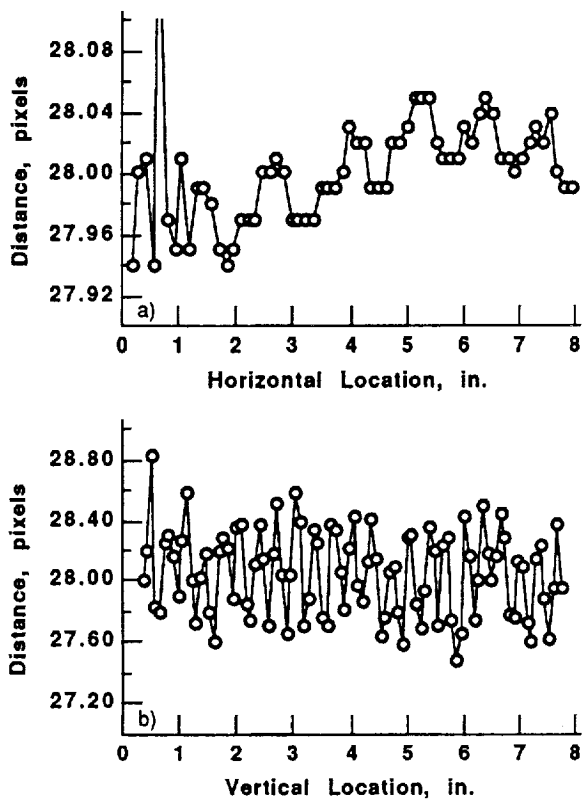 Distance, pixels
28.08
28.04
28.00
27.96
27.92
a)
0 1 2 3 4 5 6 7 8
Horizontal Location, in.
Distance, pixels
28.80
28.40
28.00
27.60
27.20
b)
0 1 2 3 4 5 6 7 8
Vertical Location, in.